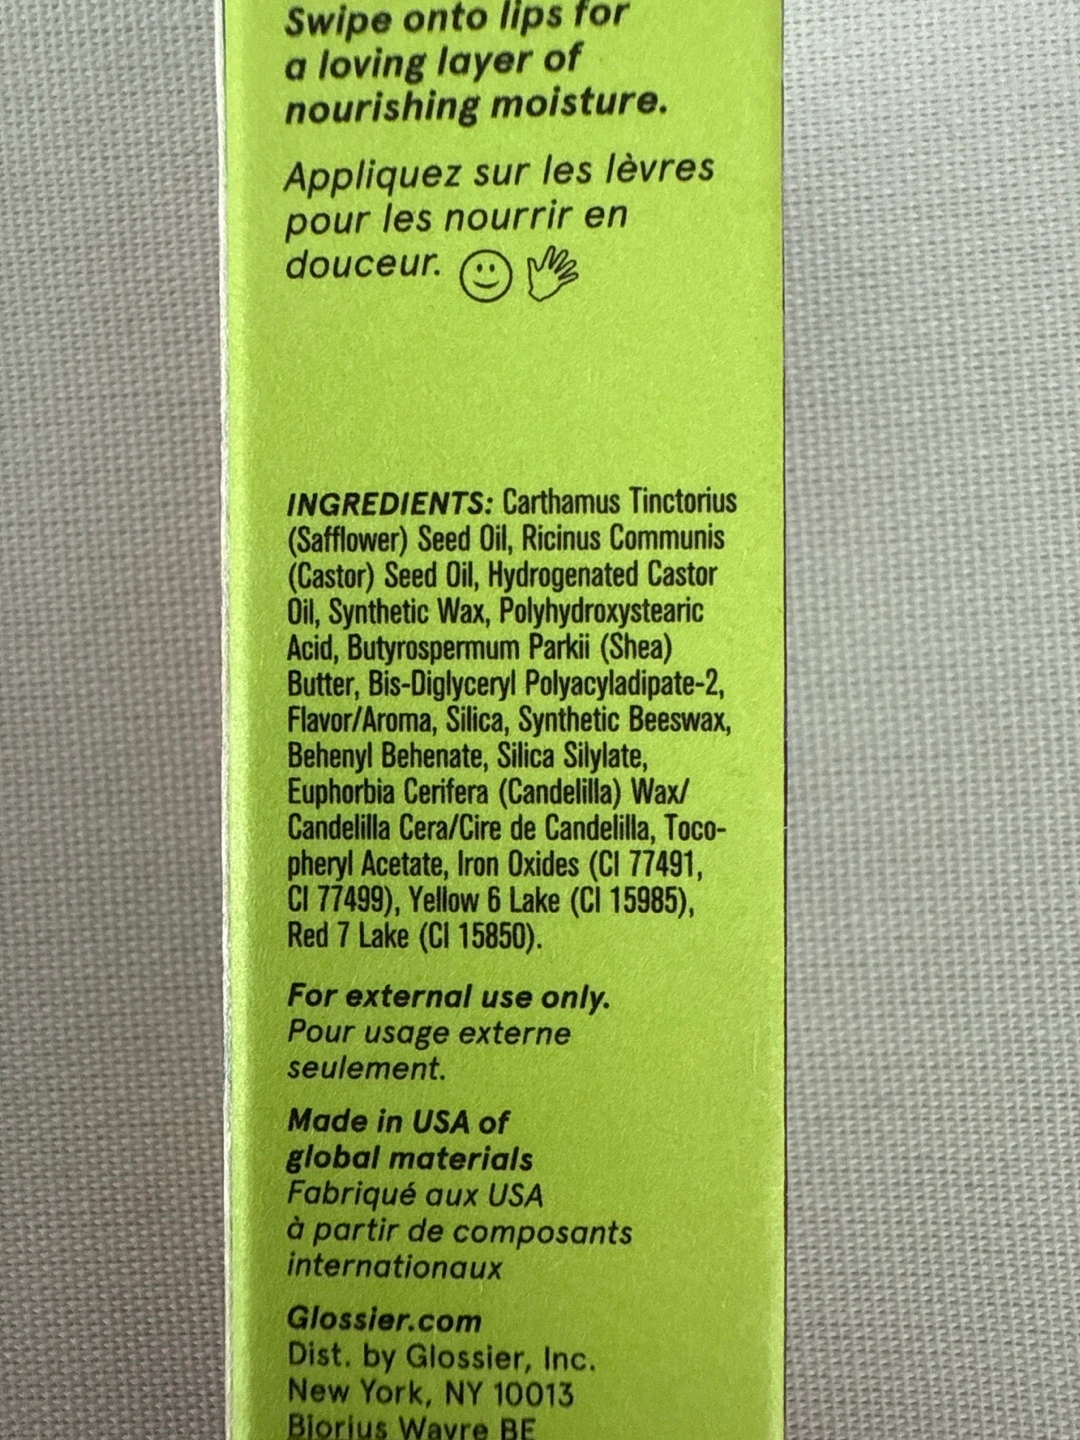 Swipe onto lips for
a loving layer of
nourishing moisture.
Appliquez sur les lèvres
pour les nourrir en
douceur.
INGREDIENTS: Carthamus Tinctorius
(Safflower) Seed Oil, Ricinus Communis
(Castor) Seed Oil, Hydrogenated Castor
Oil, Synthetic Wax, Polyhydroxystearic
Acid, Butyrospermum Parkii (Shea)
Butter, Bis-Diglyceryl Polyacyladipate-2,
Flavor/Aroma, Silica, Synthetic Beeswax,
Behenyl Behenate, Silica Silylate,
Euphorbia Cerifera (Candelilla) Wax/
Candelilla Cera/Cire de Candelilla, Toco-
pheryl Acetate, Iron Oxides (CI 77491,
CI 77499), Yellow 6 Lake (CI 15985),
Red 7 Lake (CI 15850).
For external use only.
Pour usage externe
seulement.
Made in USA of
global materials
Fabriqué aux USA
à partir de composants
internationaux
Glossier.com
Dist. by Glossier, Inc.
New York, NY 10013
Biorius Wavre BE